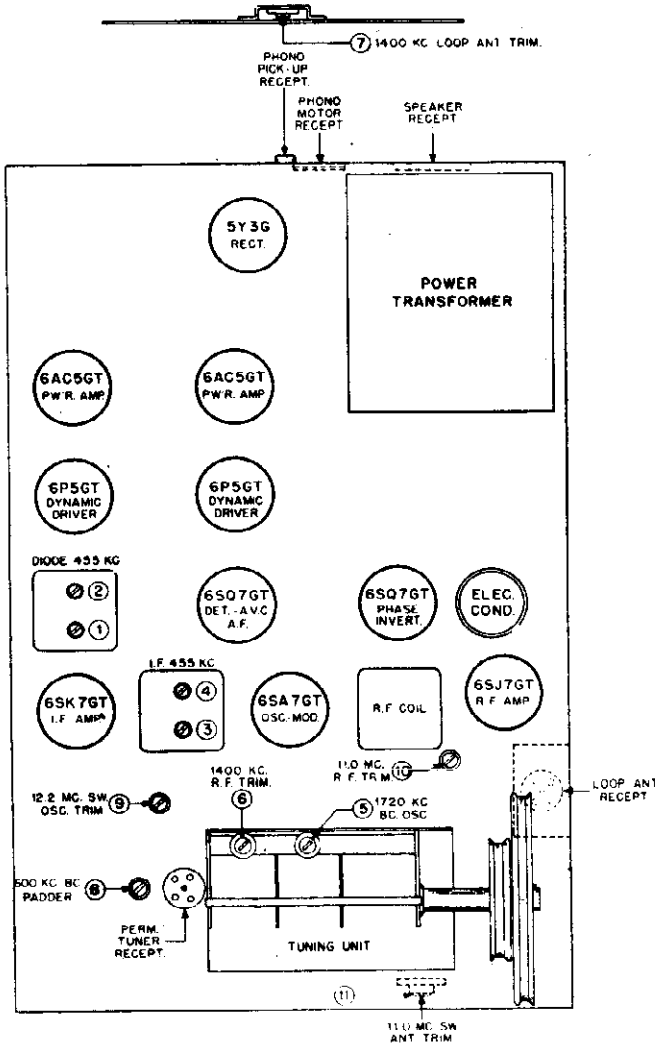 ⑦ 1400 KC LOOP ANT TRIM.
PHONO
PICK-UP
RECEPT.
PHONO
MOTOR
RECEPT
SPEAKER
RECEPT
5Y3G
RECT.
POWER
TRANSFORMER
6AC5GT
PW'R. AMP.
6AC5GT
PW'R. AMP
6P5GT
DYNAMIC
DRIVER
6P5GT
DYNAMIC
DRIVER
DIODE 455 KC
②
①
6SQ7GT
DET.-A.V.C
A.F.
6SQ7GT
PHASE
INVERT.
ELEC.
COND.
6SK7GT
I.F AMP.
I.F. 455 KC
④
③
6SA7GT
OSC.-MOD.
R.F COIL
6SJ7GT
R F AMP
12.2 MC. SW.
OSC. TRIM ⑨
1400 KC.
R.F. TRIM.
⑥
⑤ 1720 KC
BC. OSC
11.0 MC.
R F. TRIM. ⑩
LOOP ANT
RECEPT
600 KC BC
PADDER ⑧
PERM.
TUNER
RECEPT.
TUNING UNIT
⑪
11.0 MC. SW
ANT TRIM